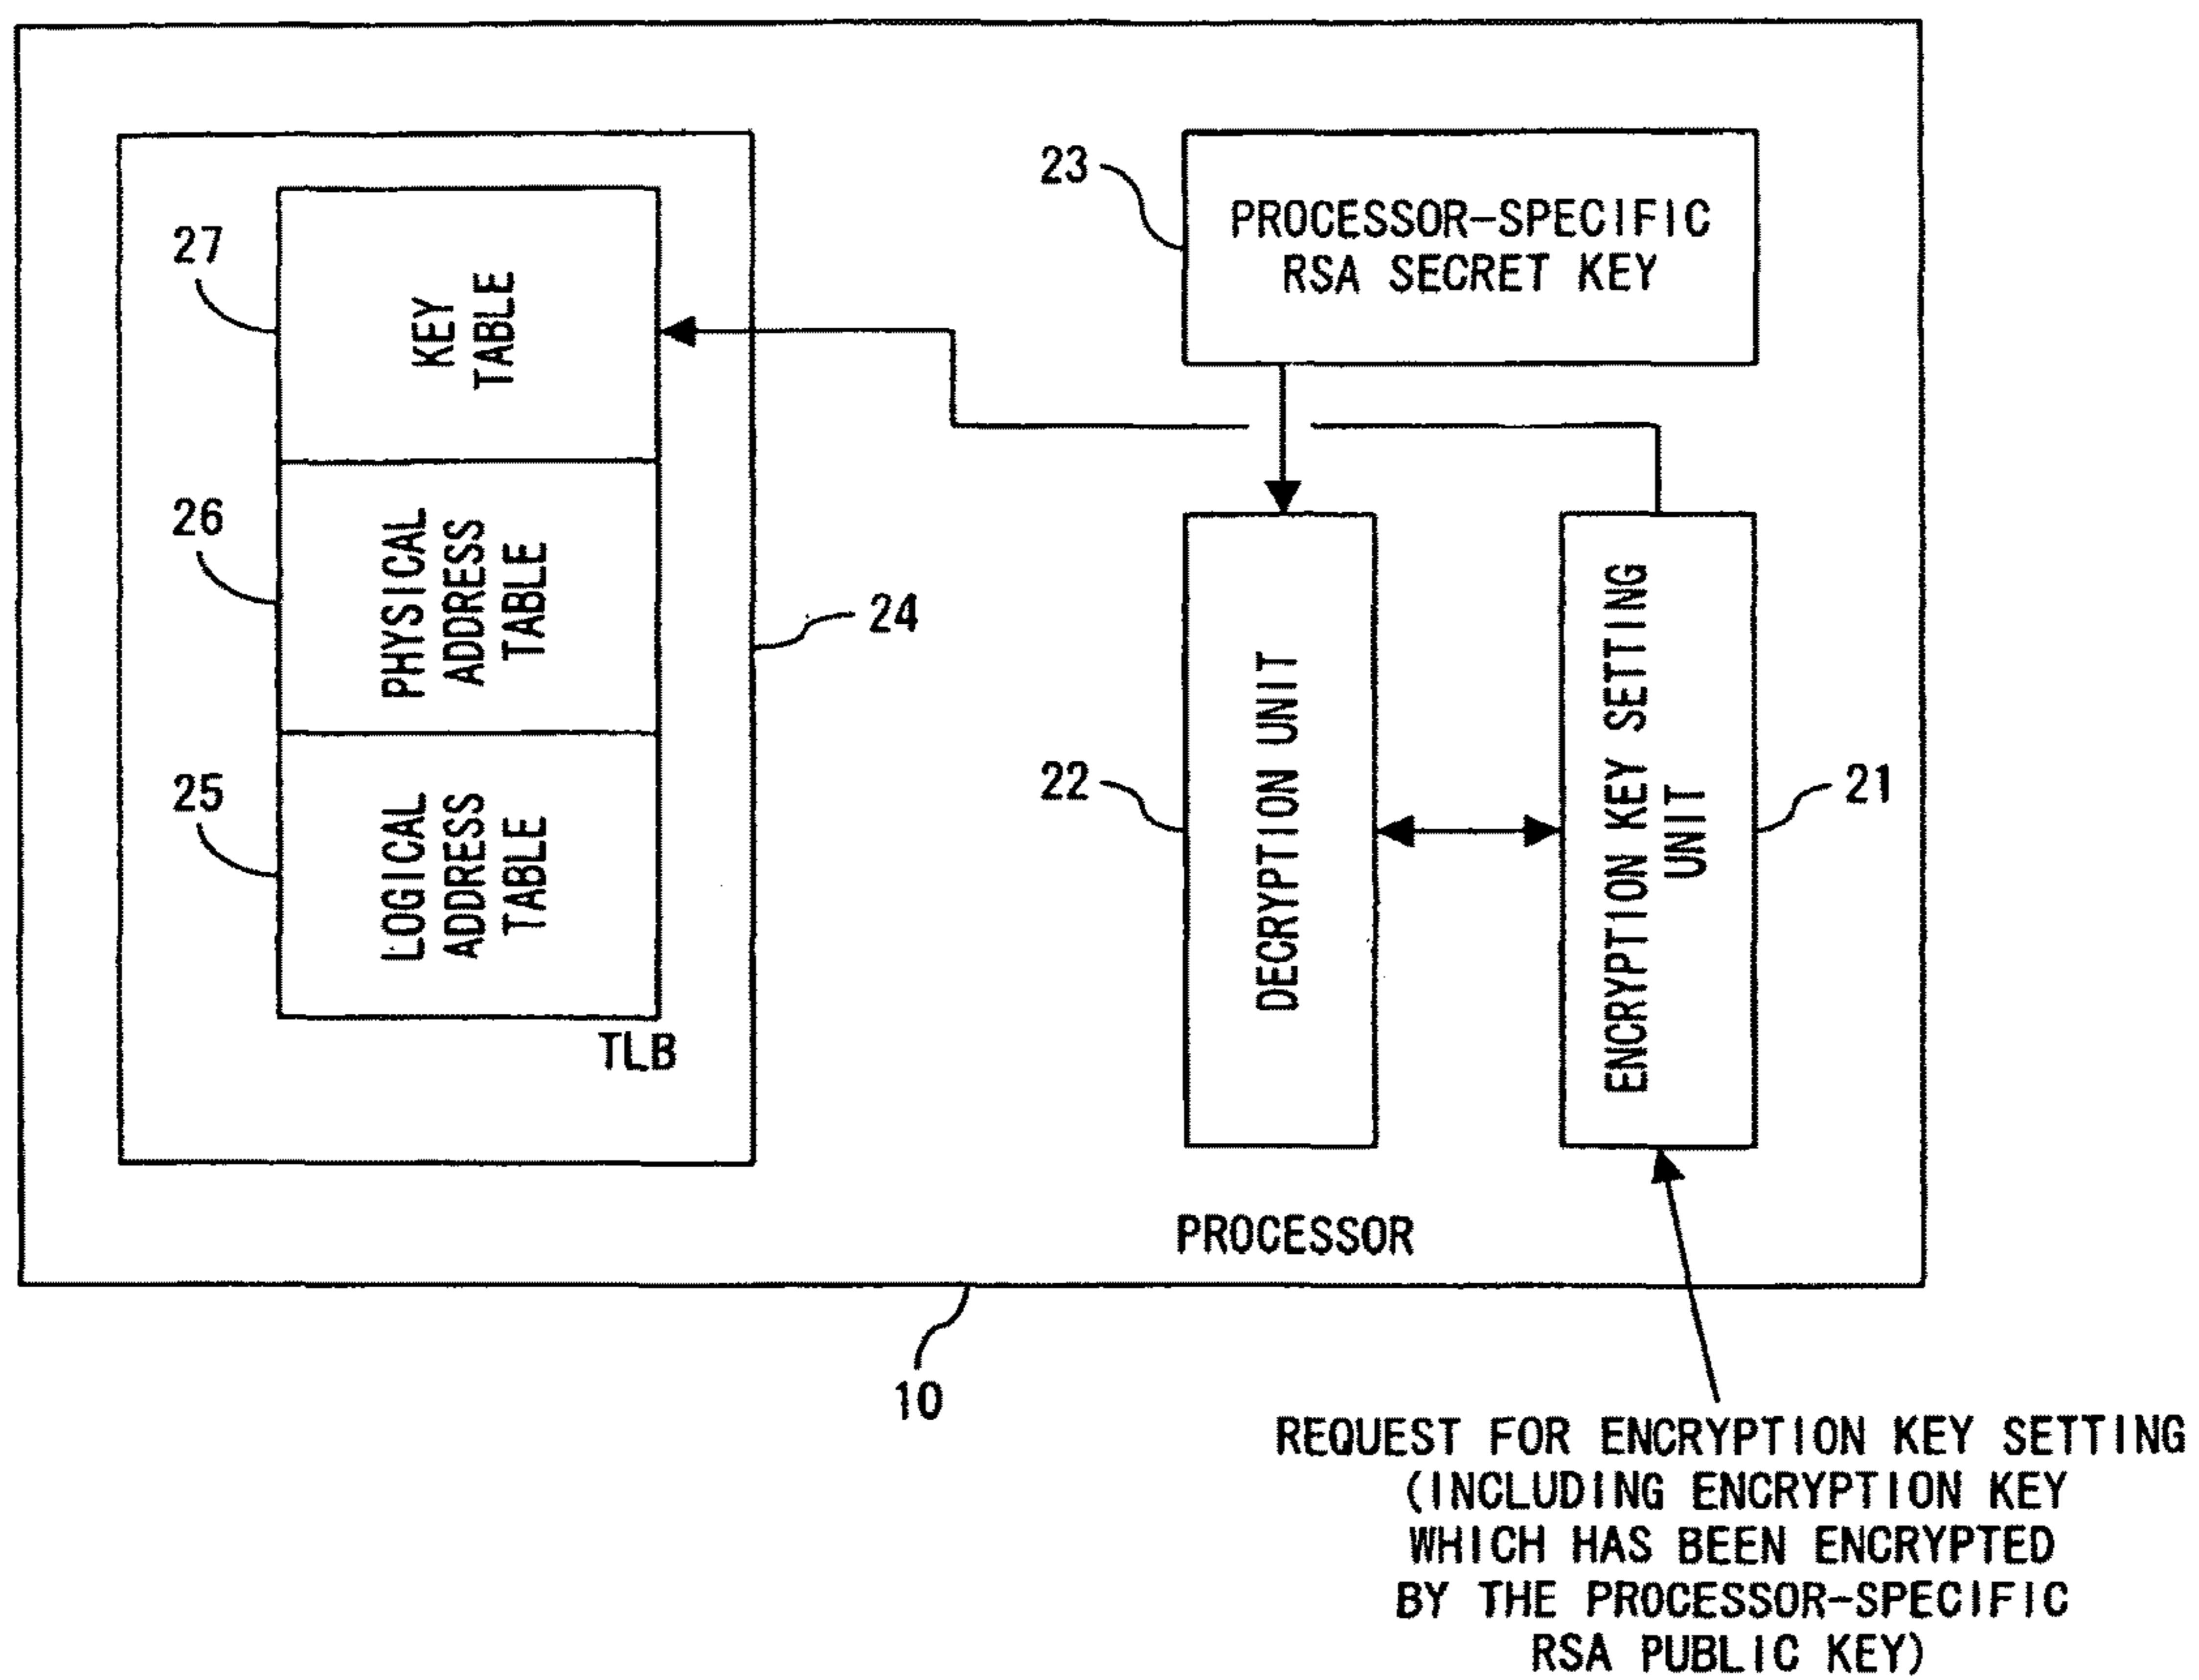 23
PROCESSOR-SPECIFIC
RSA SECRET KEY
27
KEY
TABLE
26
PHYSICAL
ADDRESS
TABLE
24
25
LOGICAL
ADDRESS
TABLE
TLB
22
DECRYPTION UNIT
ENCRYPTION KEY SETTING
UNIT
21
PROCESSOR
10
REQUEST FOR ENCRYPTION KEY SETTING
(INCLUDING ENCRYPTION KEY
WHICH HAS BEEN ENCRYPTED
BY THE PROCESSOR-SPECIFIC
RSA PUBLIC KEY)